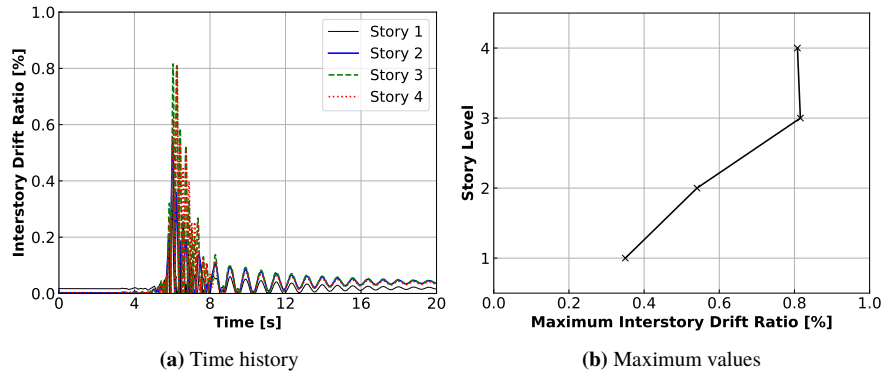 1.0
0.8
0.6
0.4
0.2
0.0
Interstory Drift Ratio [%]
Story 1
Story 2
Story 3
Story 4
0 4 8 12 16 20
Time [s]
(a) Time history
4
3
2
1
Story Level
0.0 0.2 0.4 0.6 0.8 1.0
Maximum Interstory Drift Ratio [%]
(b) Maximum values